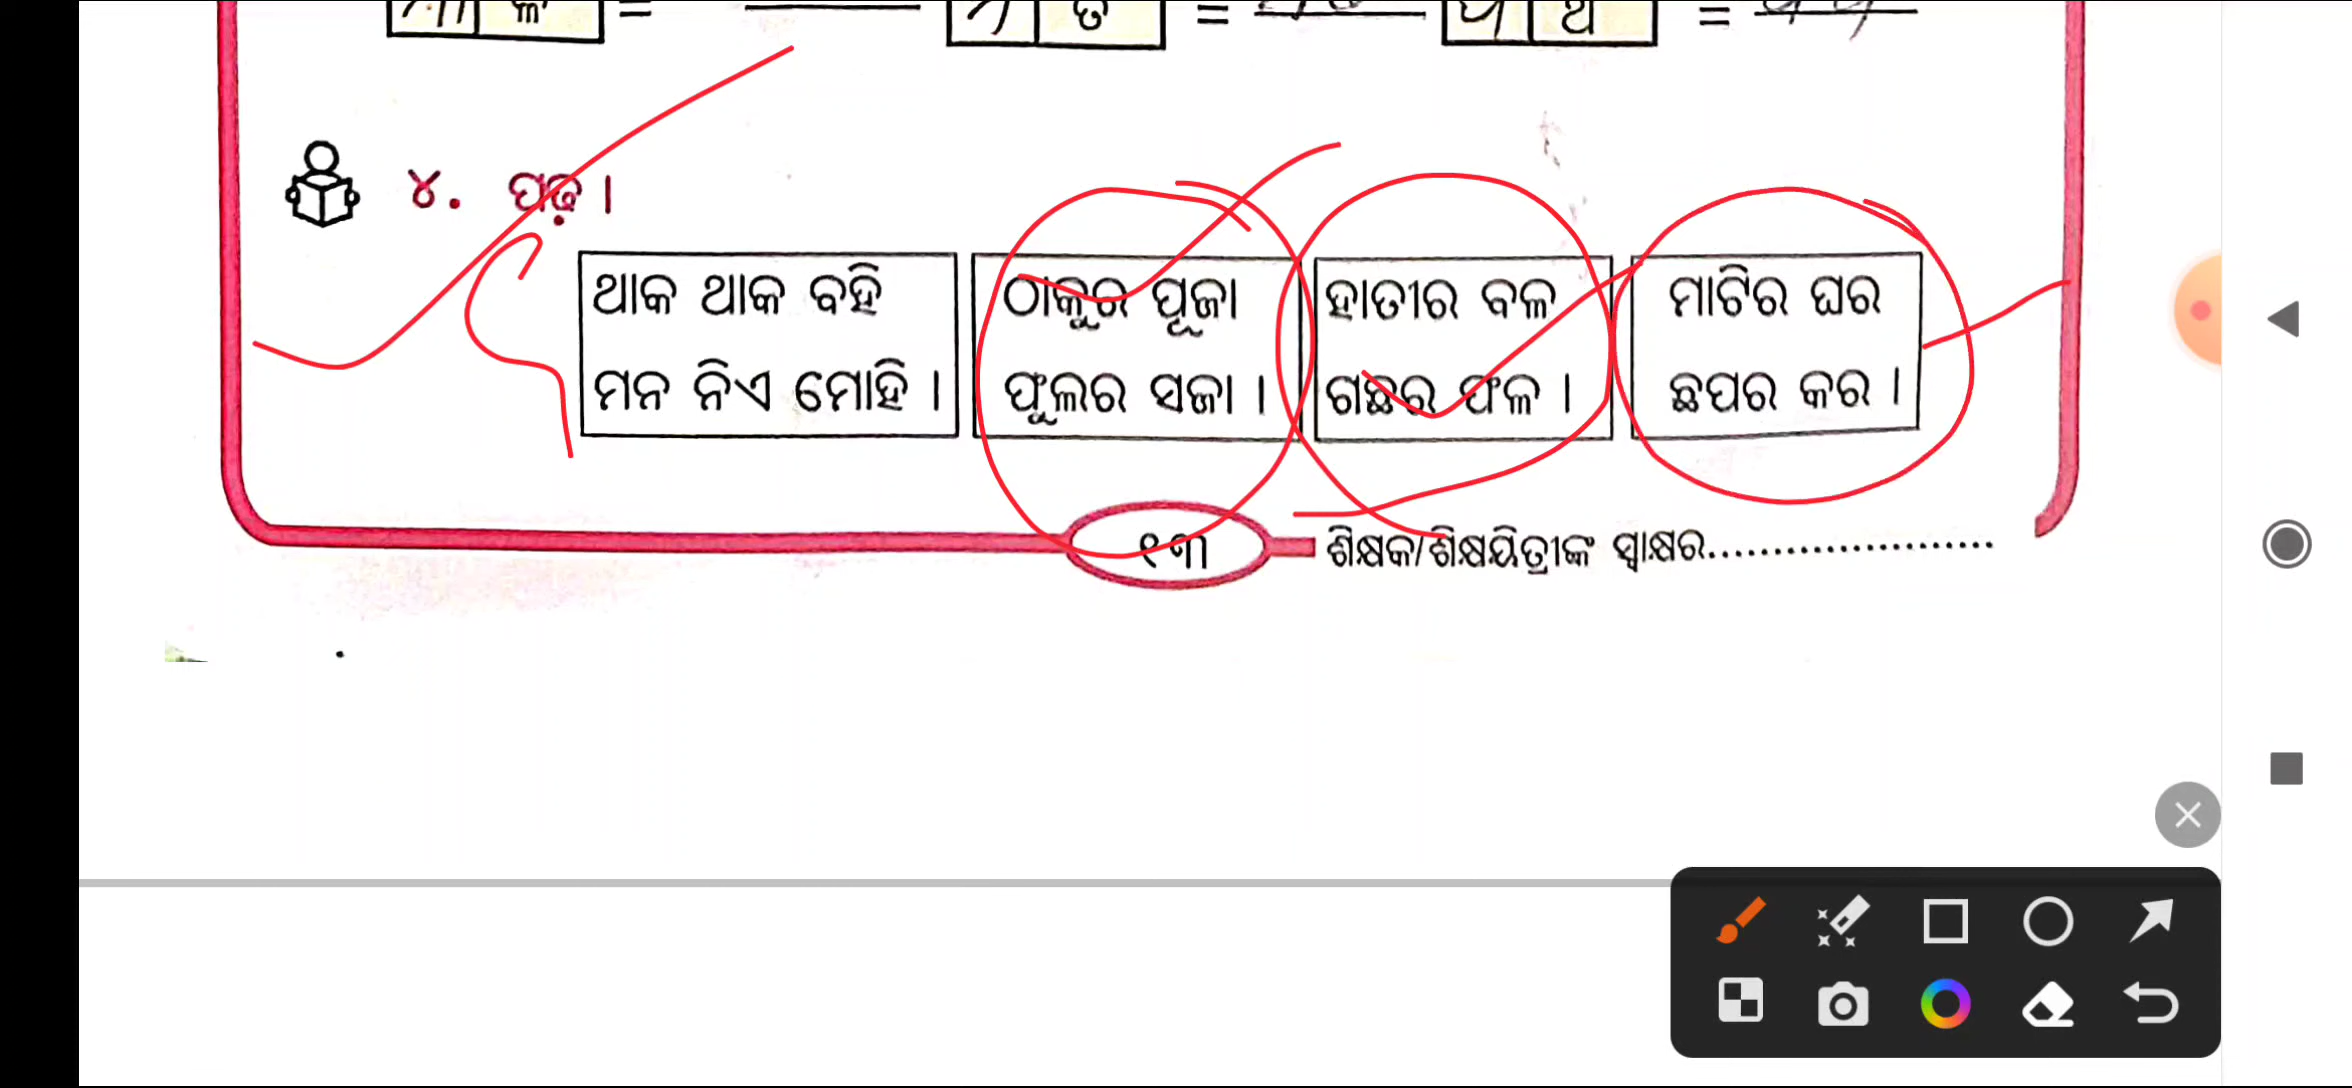 = = =
୪. ପଢ଼ ।
ଥାକ ଥାକ ବହି
ମନ ନିଏ ମୋହି ।
ଠାକୁର ପୂଜା
ଫୁଲର ସଜା ।
ହାତୀର ବଳ
ଗଛର ଫଳ ।
ମାଟିର ଘର
ଛପର କର ।
୧୩
ଶିକ୍ଷକ/ଶିକ୍ଷୟିତ୍ରୀଙ୍କ ସ୍ୱାକ୍ଷର......................